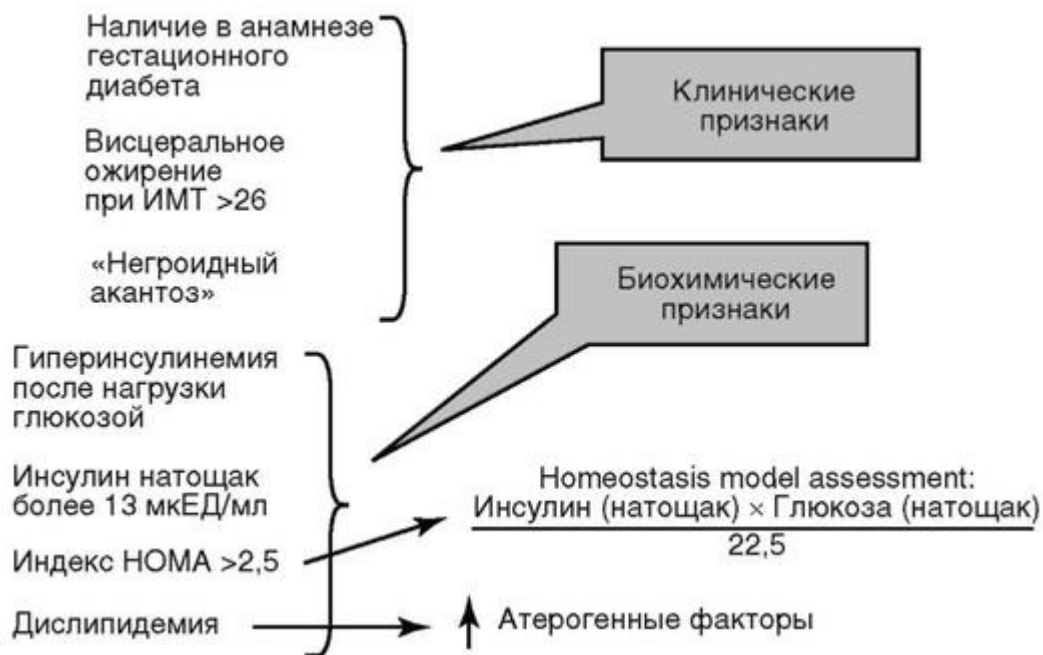 Наличие в анамнезе
гестационного
диабета
Висцеральное
ожирение
при ИМТ >26
«Негроидный
акантоз»
Клинические
признаки
Биохимические
признаки
Гиперинсулинемия
после нагрузки
глюкозой
Инсулин натощак
более 13 мкЕД/мл
Индекс НОМА >2,5
Дислипидемия
Homeostasis model assessment:
Инсулин (натощак) × Глюкоза (натощак)
22,5
Атерогенные факторы